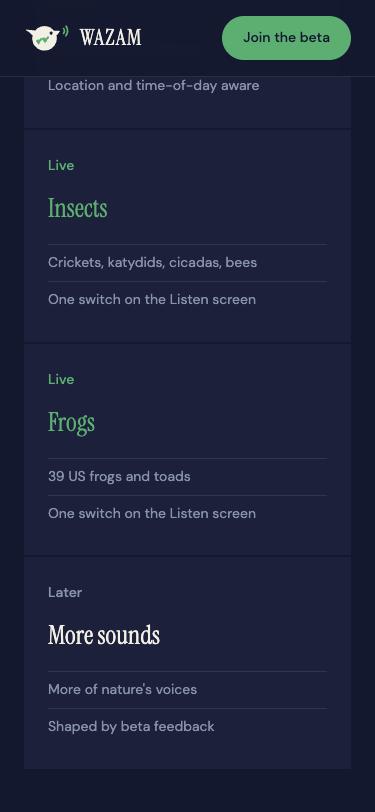 WAZAM
Join the beta
Location and time-of-day aware
Live
Insects
Crickets, katydids, cicadas, bees
One switch on the Listen screen
Live
Frogs
39 US frogs and toads
One switch on the Listen screen
Later
More sounds
More of nature's voices
Shaped by beta feedback